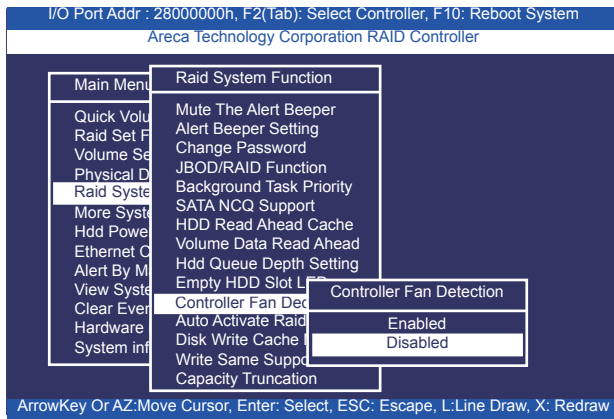 I/O Port Addr : 28000000h, F2(Tab): Select Controller, F10: Reboot System
Areca Technology Corporation RAID Controller
Main Menu
Quick Volu
Raid Set F
Volume Se
Physical D
Raid Syste
More Syste
Hdd Powe
Ethernet C
Alert By M
View Syste
Clear Even
Hardware
System inf
Raid System Function
Mute The Alert Beeper
Alert Beeper Setting
Change Password
JBOD/RAID Function
Background Task Priority
SATA NCQ Support
HDD Read Ahead Cache
Volume Data Read Ahead
Hdd Queue Depth Setting
Empty HDD Slot LED
Controller Fan Dec
Auto Activate Raid
Disk Write Cache
Write Same Suppo
Capacity Truncation
Controller Fan Detection
Enabled
Disabled
ArrowKey Or AZ:Move Cursor, Enter: Select, ESC: Escape, L:Line Draw, X: Redraw